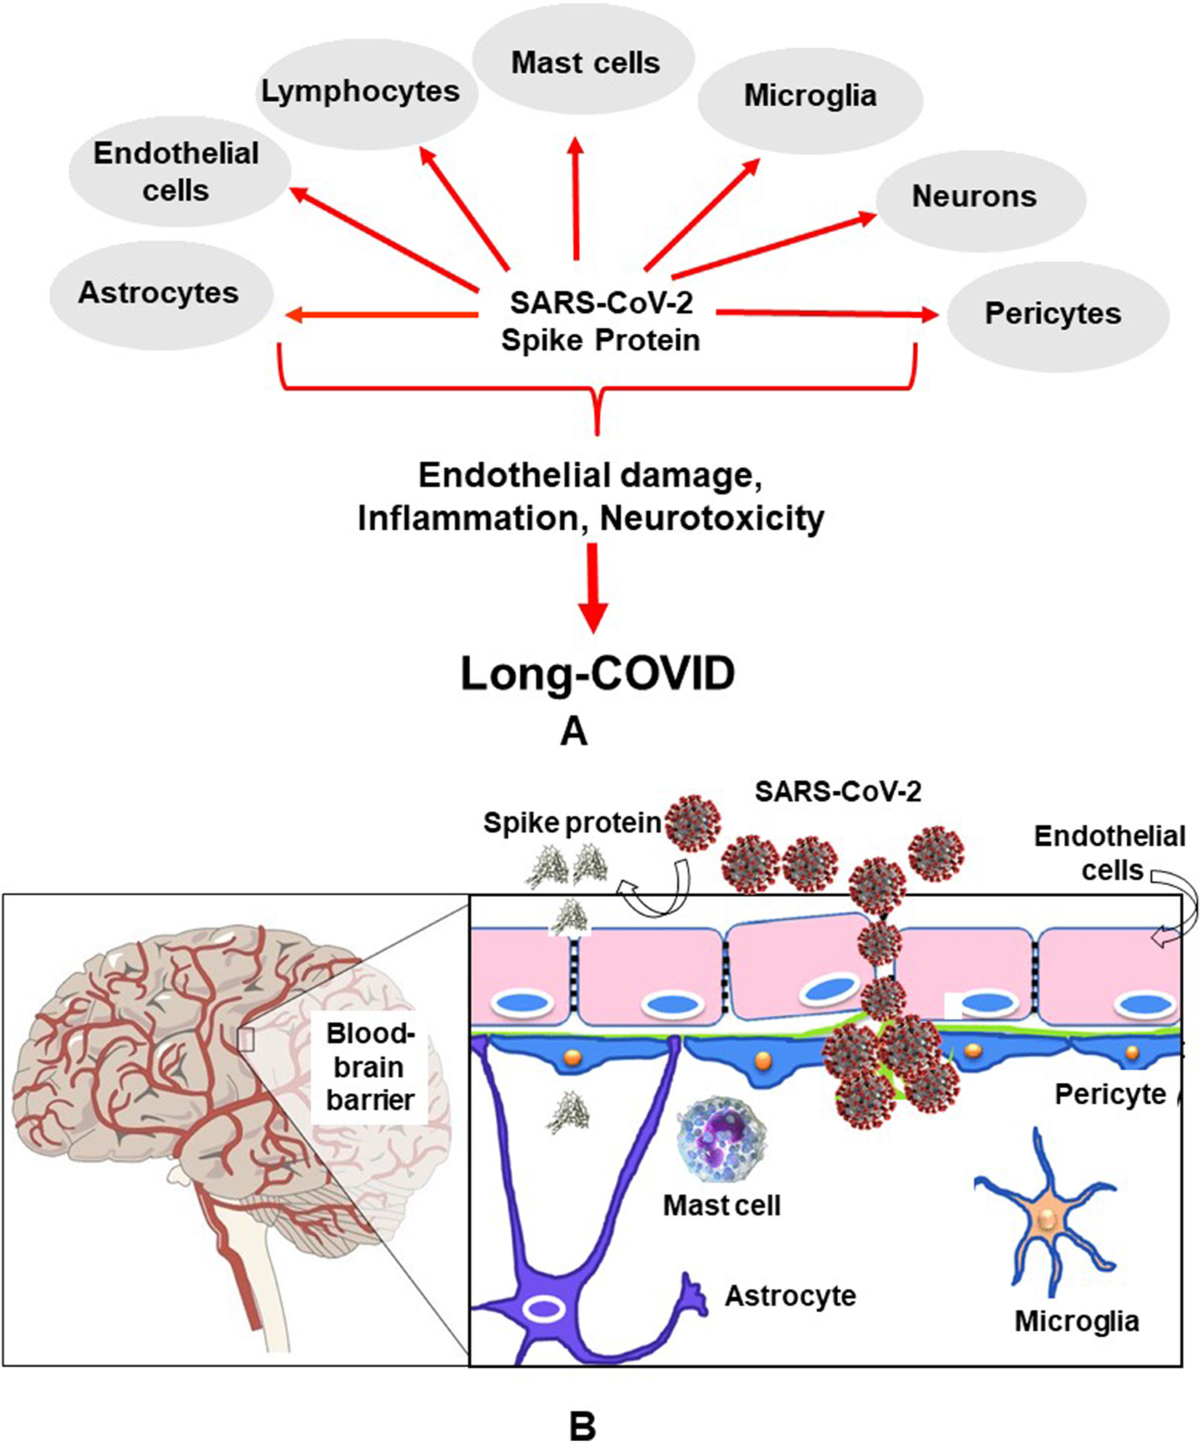 Mast cells
Lymphocytes
Microglia
Endothelial
cells
Neurons
Astrocytes
SARS-CoV-2
Spike Protein
Pericytes
Endothelial damage,
Inflammation, Neurotoxicity
Long-COVID
A
SARS-CoV-2
Spike protein
Endothelial
cells
Blood-
brain
barrier
Pericyte
Mast cell
Astrocyte
Microglia
B